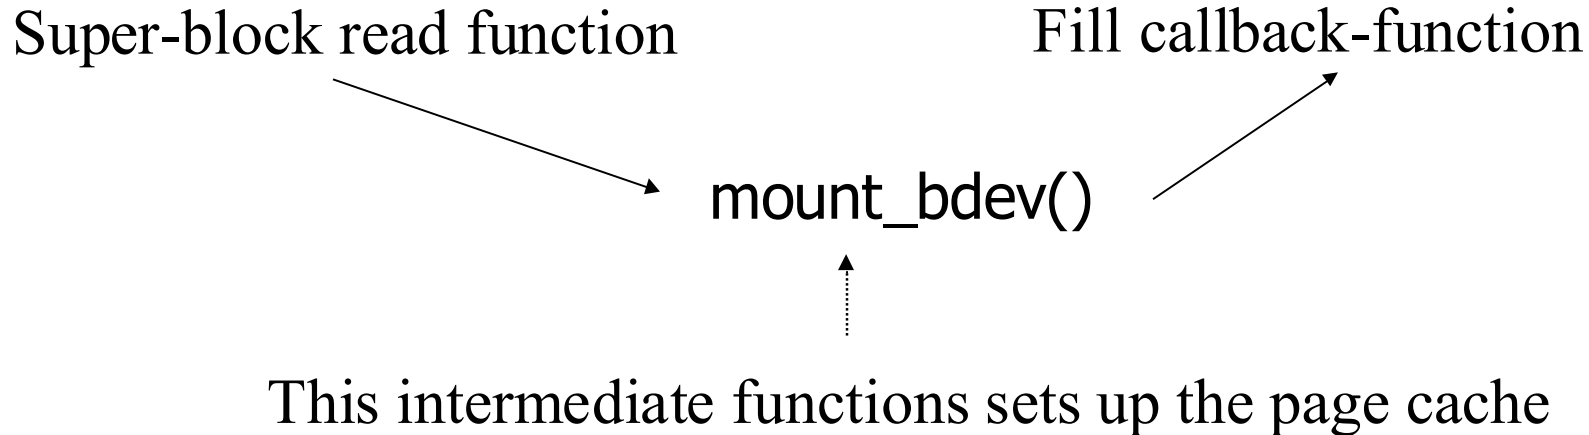 Super-block read function
Fill callback-function
mount_bdev()
This intermediate functions sets up the page cache